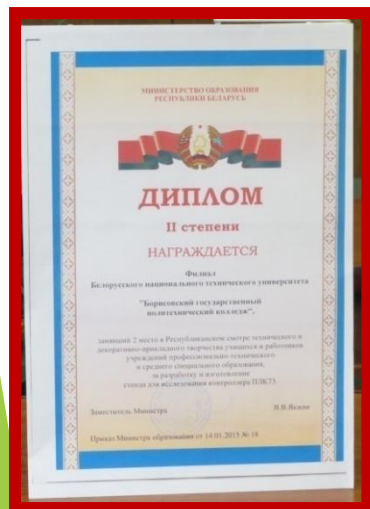 МИНИСТЕРСТВО ОБРАЗОВАНИЯ
РЕСПУБЛИКИ БЕЛАРУСЬ
ДИПЛОМ
II степени
НАГРАЖДАЕТСЯ
Филиал
Белорусского национального технического университета
"Борисовский государственный
политехнический колледж",
занявший 2 место в Республиканском смотре технического и
декоративно-прикладного творчества учащихся и работников
учреждений профессионально-технического
и среднего специального образования,
за разработку и изготовление
стенда для исследования контроллера ПЛК73.
Заместитель Министра
В.В.Якжик
Приказ Министра образования от 14.01.2015 № 18